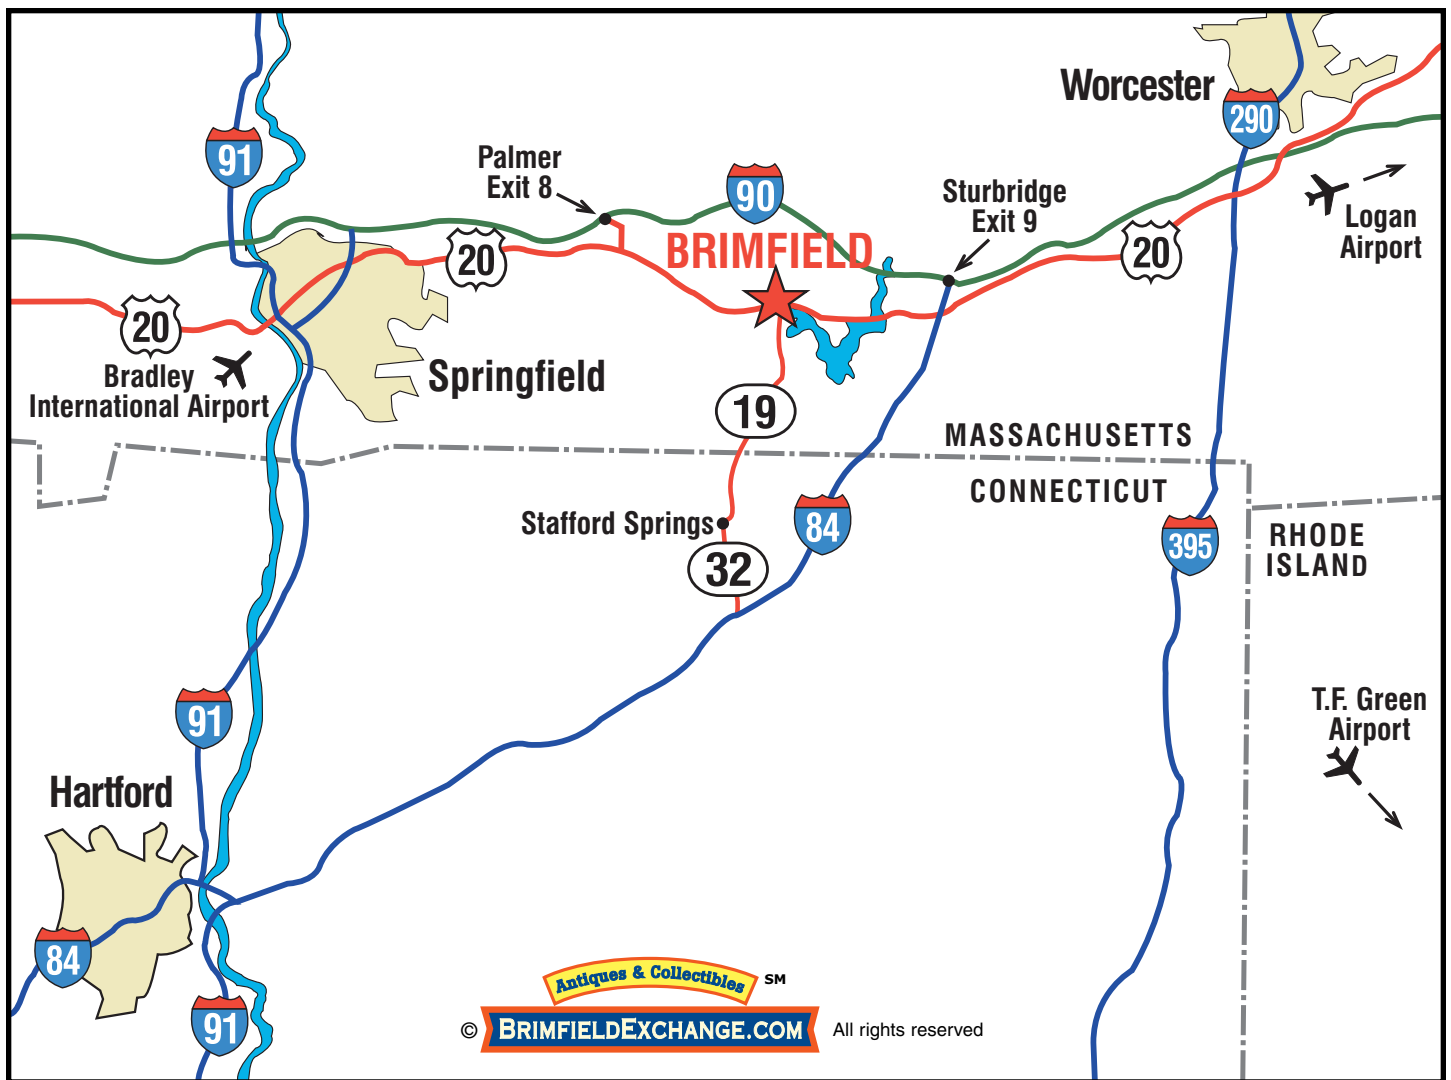 Worcester
290
91
Palmer
Exit 8
90
Sturbridge
Exit 9
Logan
Airport
BRIMFIELD
20
20
20
Bradley
International Airport
Springfield
19
MASSACHUSETTS
CONNECTICUT
Stafford Springs
84
32
395
RHODE
ISLAND
91
T.F. Green
Airport
Hartford
84
91
Antiques & Collectibles SM
© BRIMFIELDEXCHANGE.COM All rights reserved